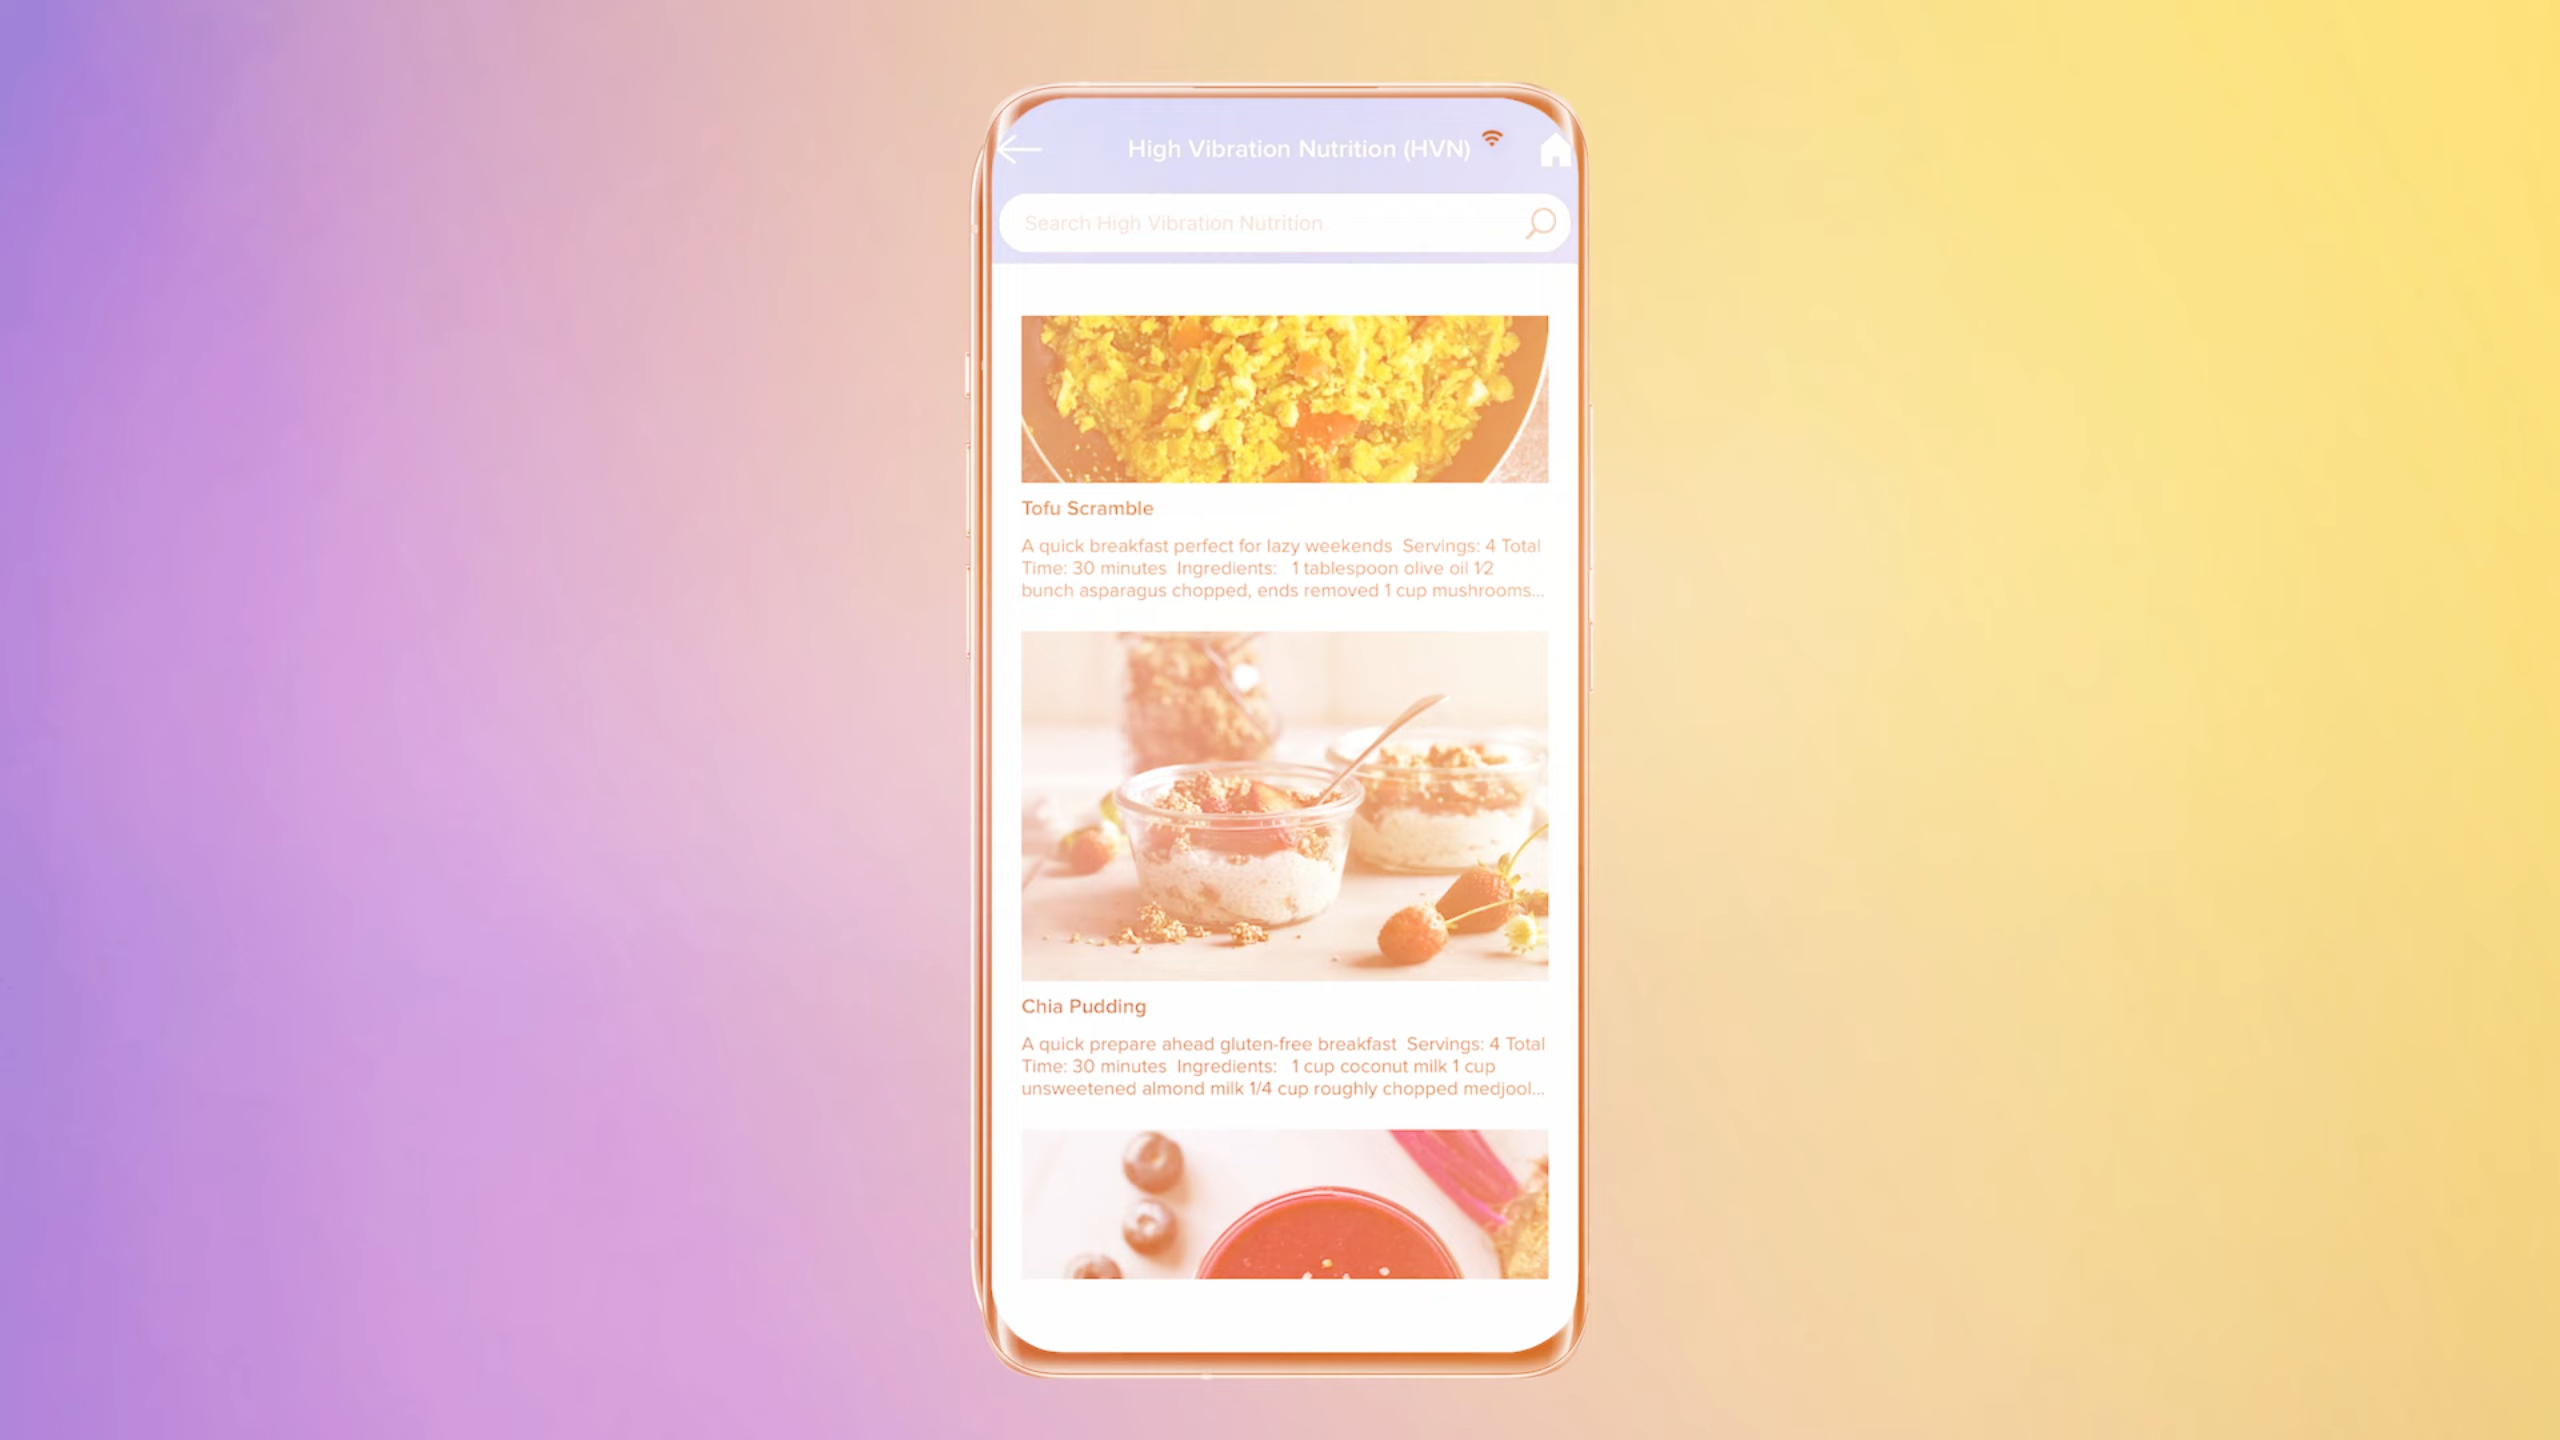 High Vibration Nutrition (HVN)
Search High Vibration Nutrition
Tofu Scramble
A quick breakfast perfect for lazy weekends Servings: 4 Total
Time: 30 minutes Ingredients: 1 tablespoon olive oil 1⁄2
bunch asparagus chopped, ends removed 1 cup mushrooms...
Chia Pudding
A quick prepare ahead gluten-free breakfast Servings: 4 Total
Time: 30 minutes Ingredients: 1 cup coconut milk 1 cup
unsweetened almond milk 1/4 cup roughly chopped medjool...